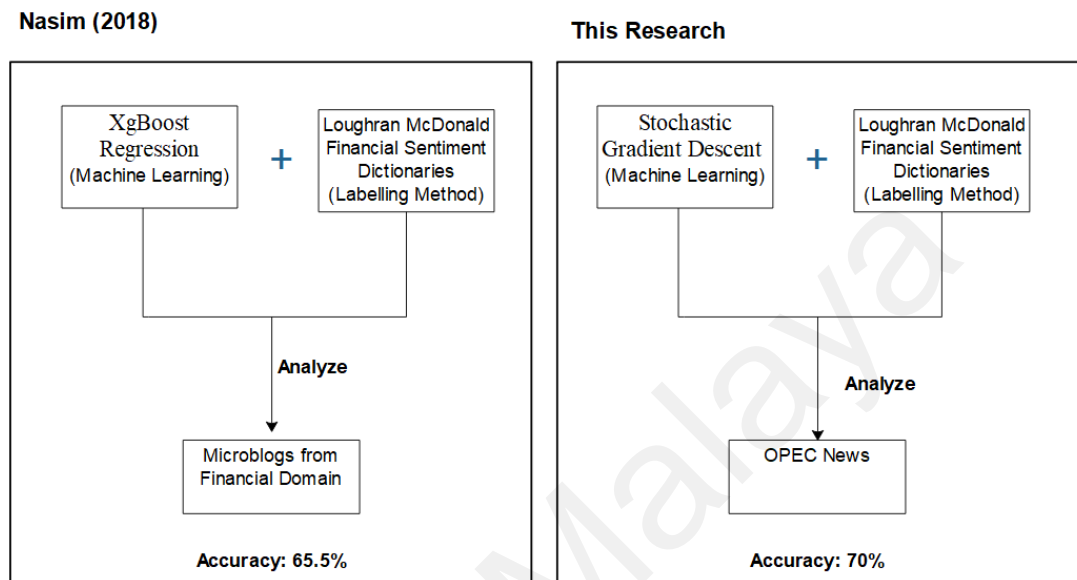 Nasim (2018)
XgBoost
Regression
(Machine Learning)
+
Loughran McDonald
Financial Sentiment
Dictionaries
(Labelling Method)
Analyze
Microblogs from
Financial Domain
Accuracy: 65.5%
This Research
Stochastic
Gradient Descent
(Machine Learning)
+
Loughran McDonald
Financial Sentiment
Dictionaries
(Labelling Method)
Analyze
OPEC News
Accuracy: 70%
Malaya